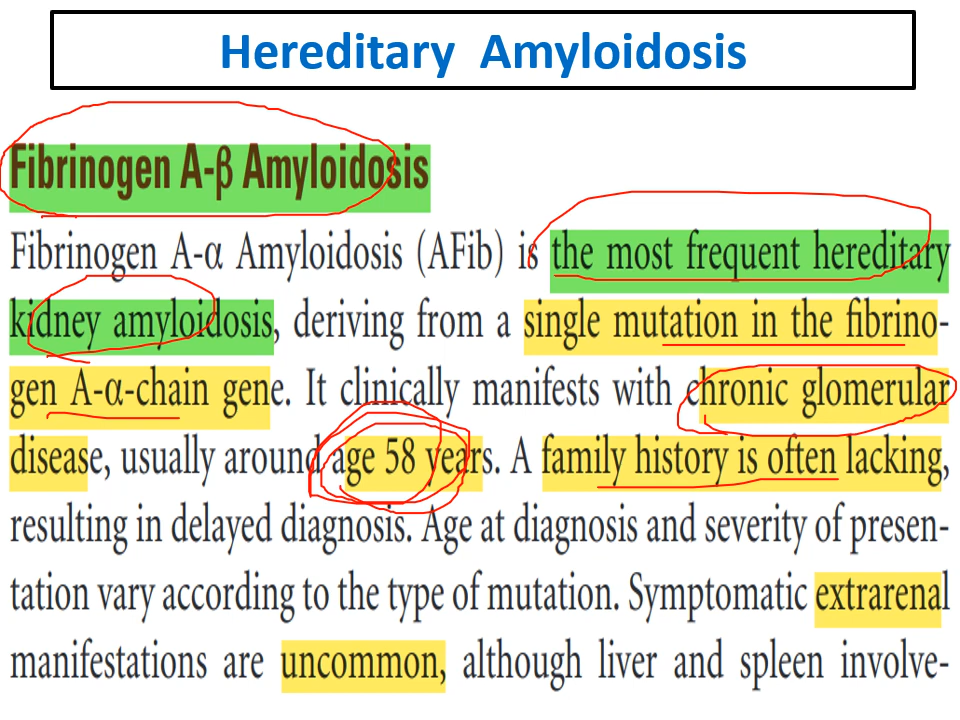 Hereditary Amyloidosis
Fibrinogen A-β Amyloidosis
Fibrinogen A-α Amyloidosis (AFib) is the most frequent hereditary
kidney amyloidosis, deriving from a single mutation in the fibrino-
gen A-α-chain gene. It clinically manifests with chronic glomerular
disease, usually around age 58 years. A family history is often lacking,
resulting in delayed diagnosis. Age at diagnosis and severity of presen-
tation vary according to the type of mutation. Symptomatic extrarenal
manifestations are uncommon, although liver and spleen involve-